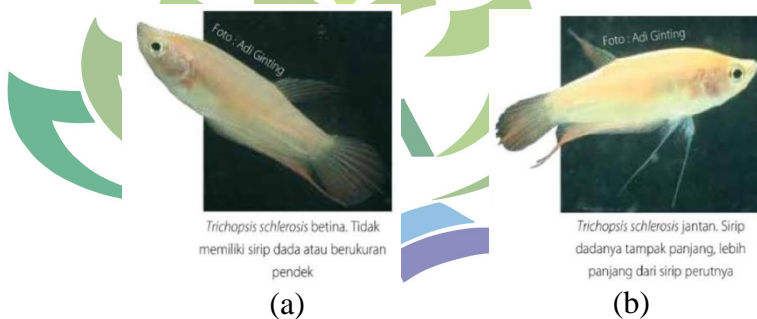 Foto : Adi Ginting
Trichopsis schlerosis betina. Tidak
memiliki sirip dada atau berukuran
pendek
(a)
Foto : Adi Ginting
Trichopsis schlerosis jantan. Sirip
dadanya tampak panjang, lebih
panjang dari sirip perutnya
(b)